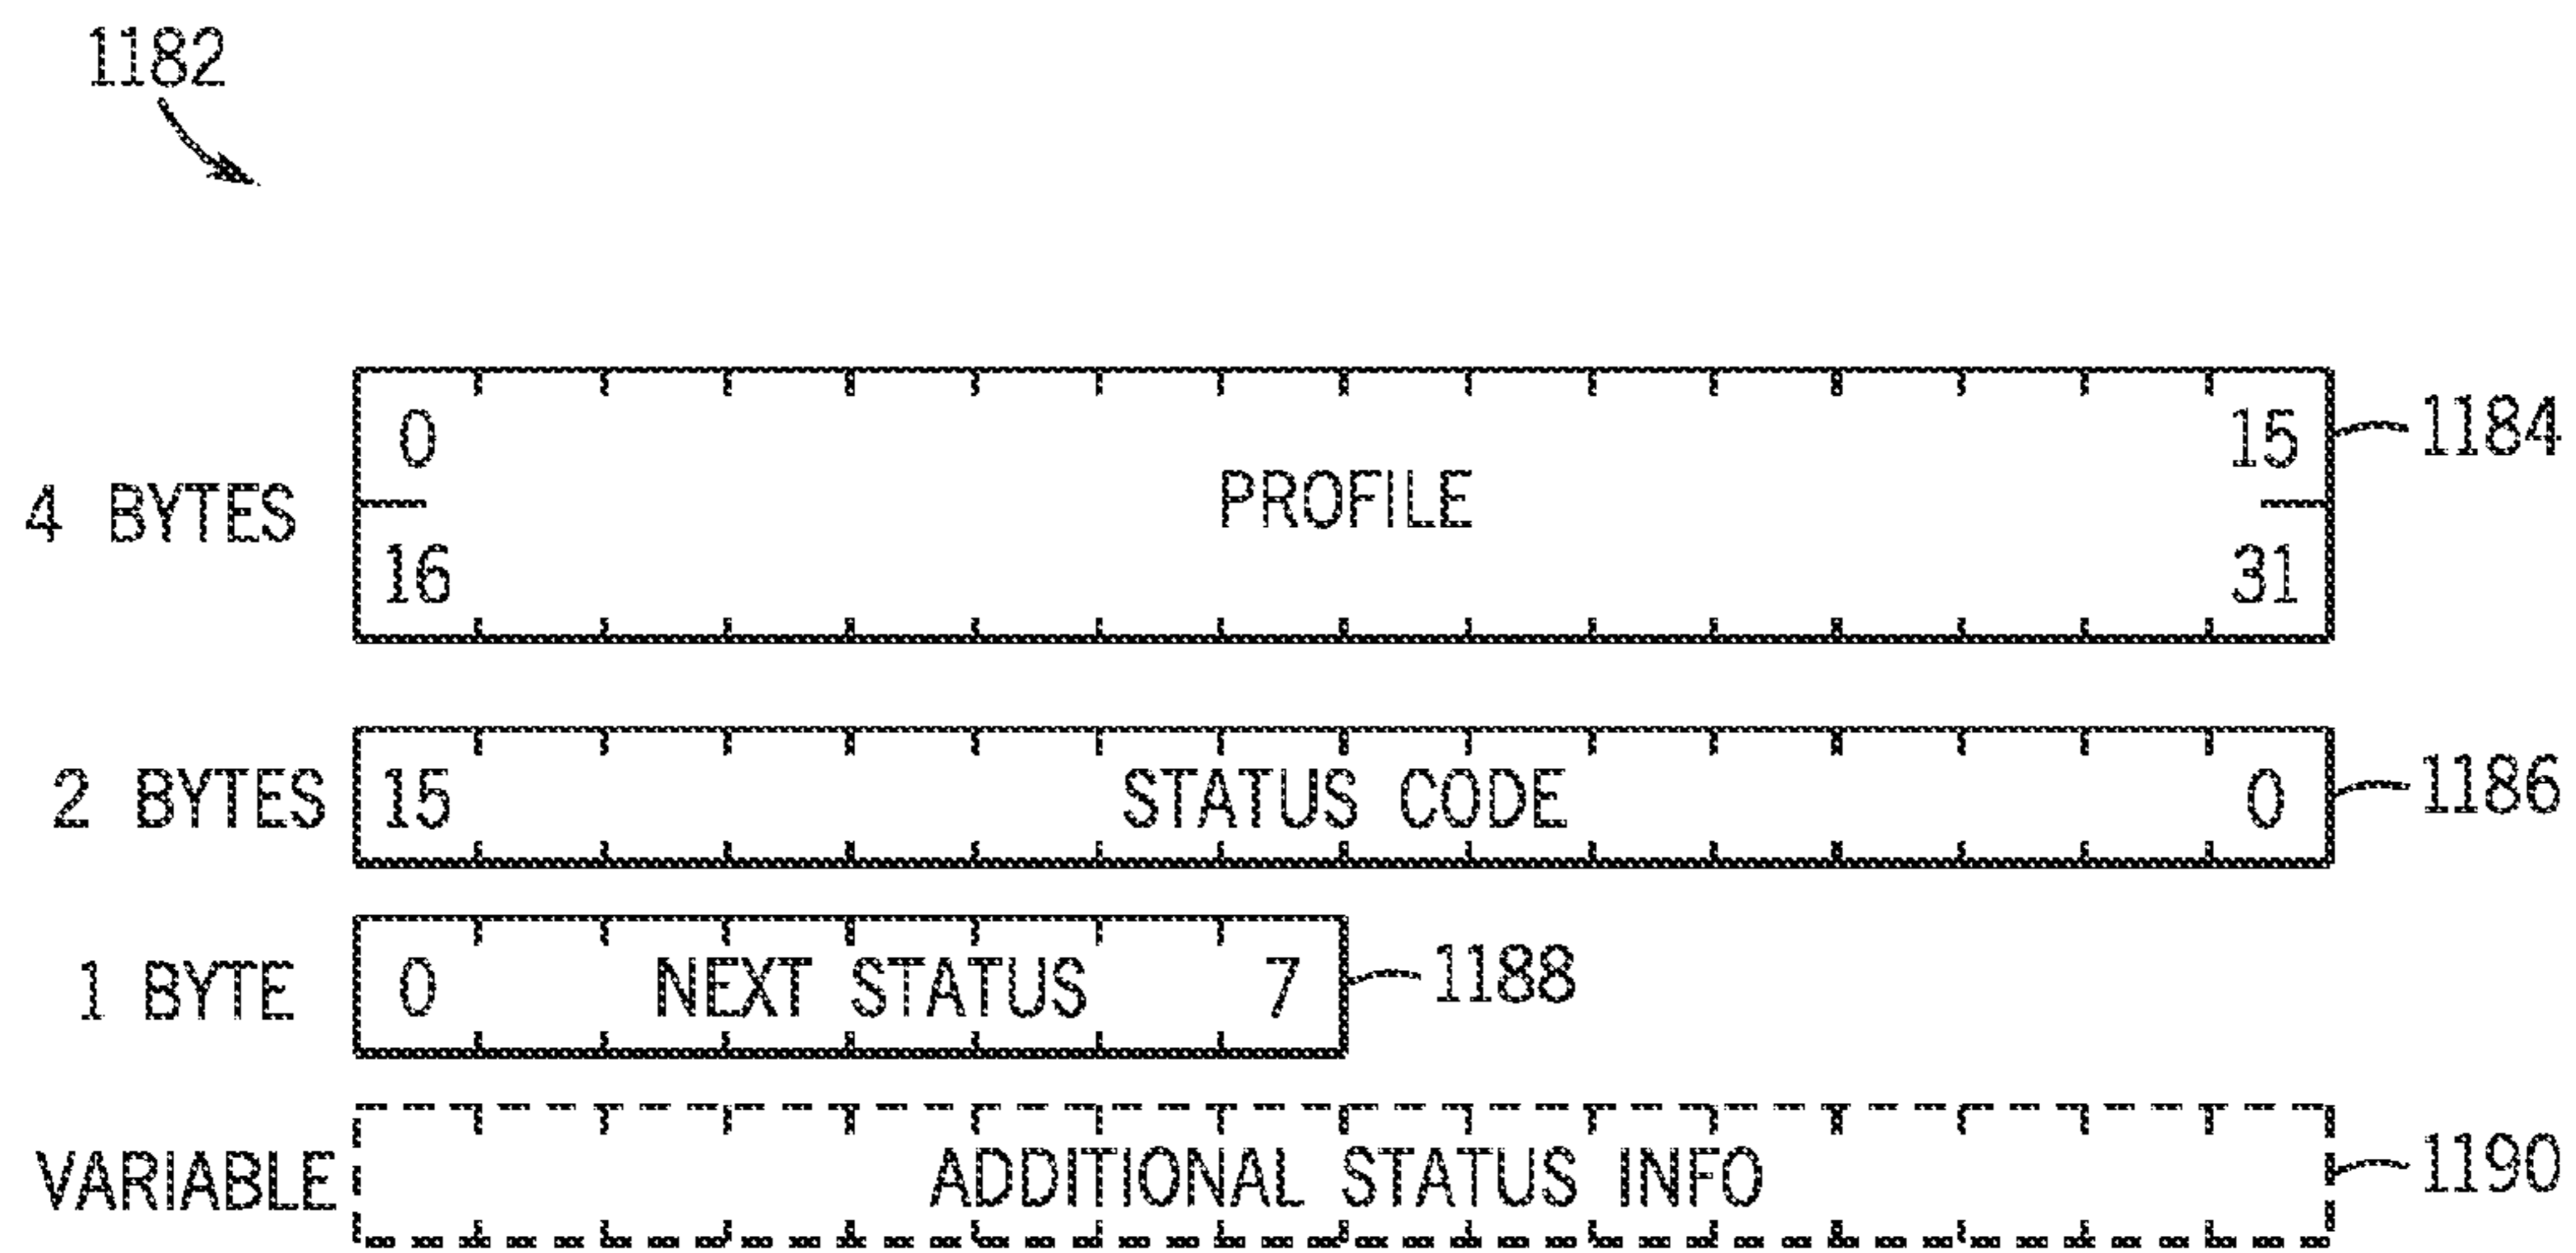 1182
0 15 1184
4 BYTES PROFILE
16 31
2 BYTES 15 STATUS CODE 0 1186
1 BYTE 0 NEXT STATUS 7 1188
VARIABLE ADDITIONAL STATUS INFO 1190